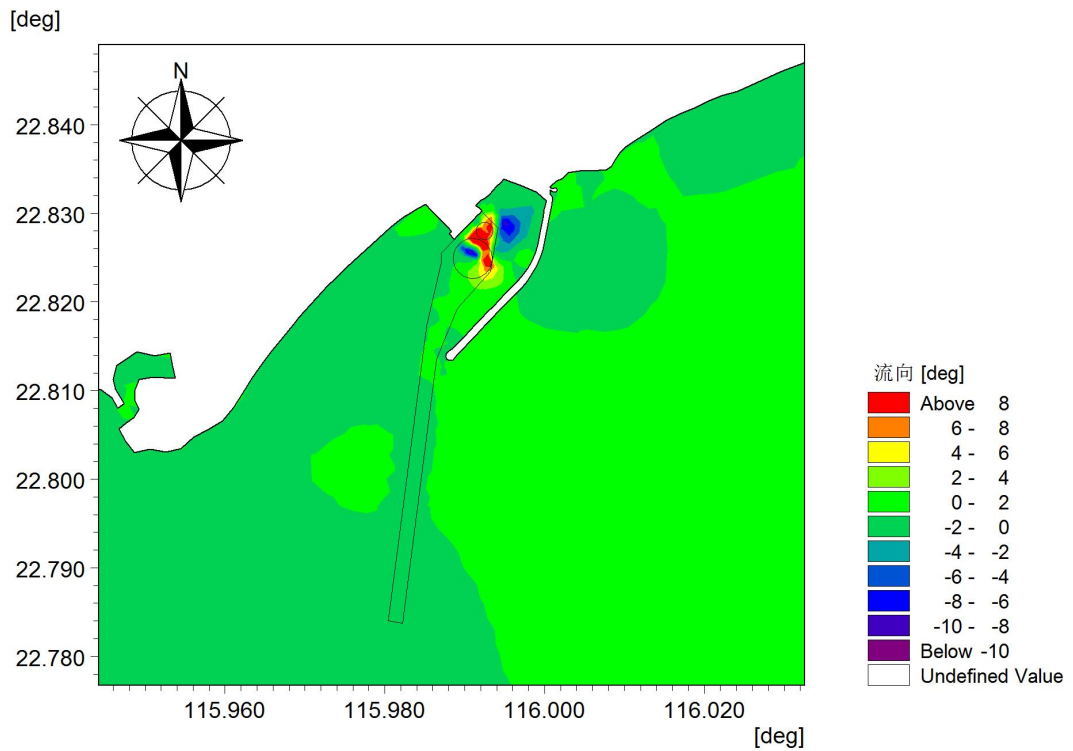 [deg]
N
22.840
22.830
22.820
22.810
22.800
22.790
22.780
115.960 115.980 116.000 116.020
[deg]
流向 [deg]
Above 8
6 - 8
4 - 6
2 - 4
0 - 2
-2 - 0
-4 - -2
-6 - -4
-8 - -6
-10 - -8
Below -10
Undefined Value